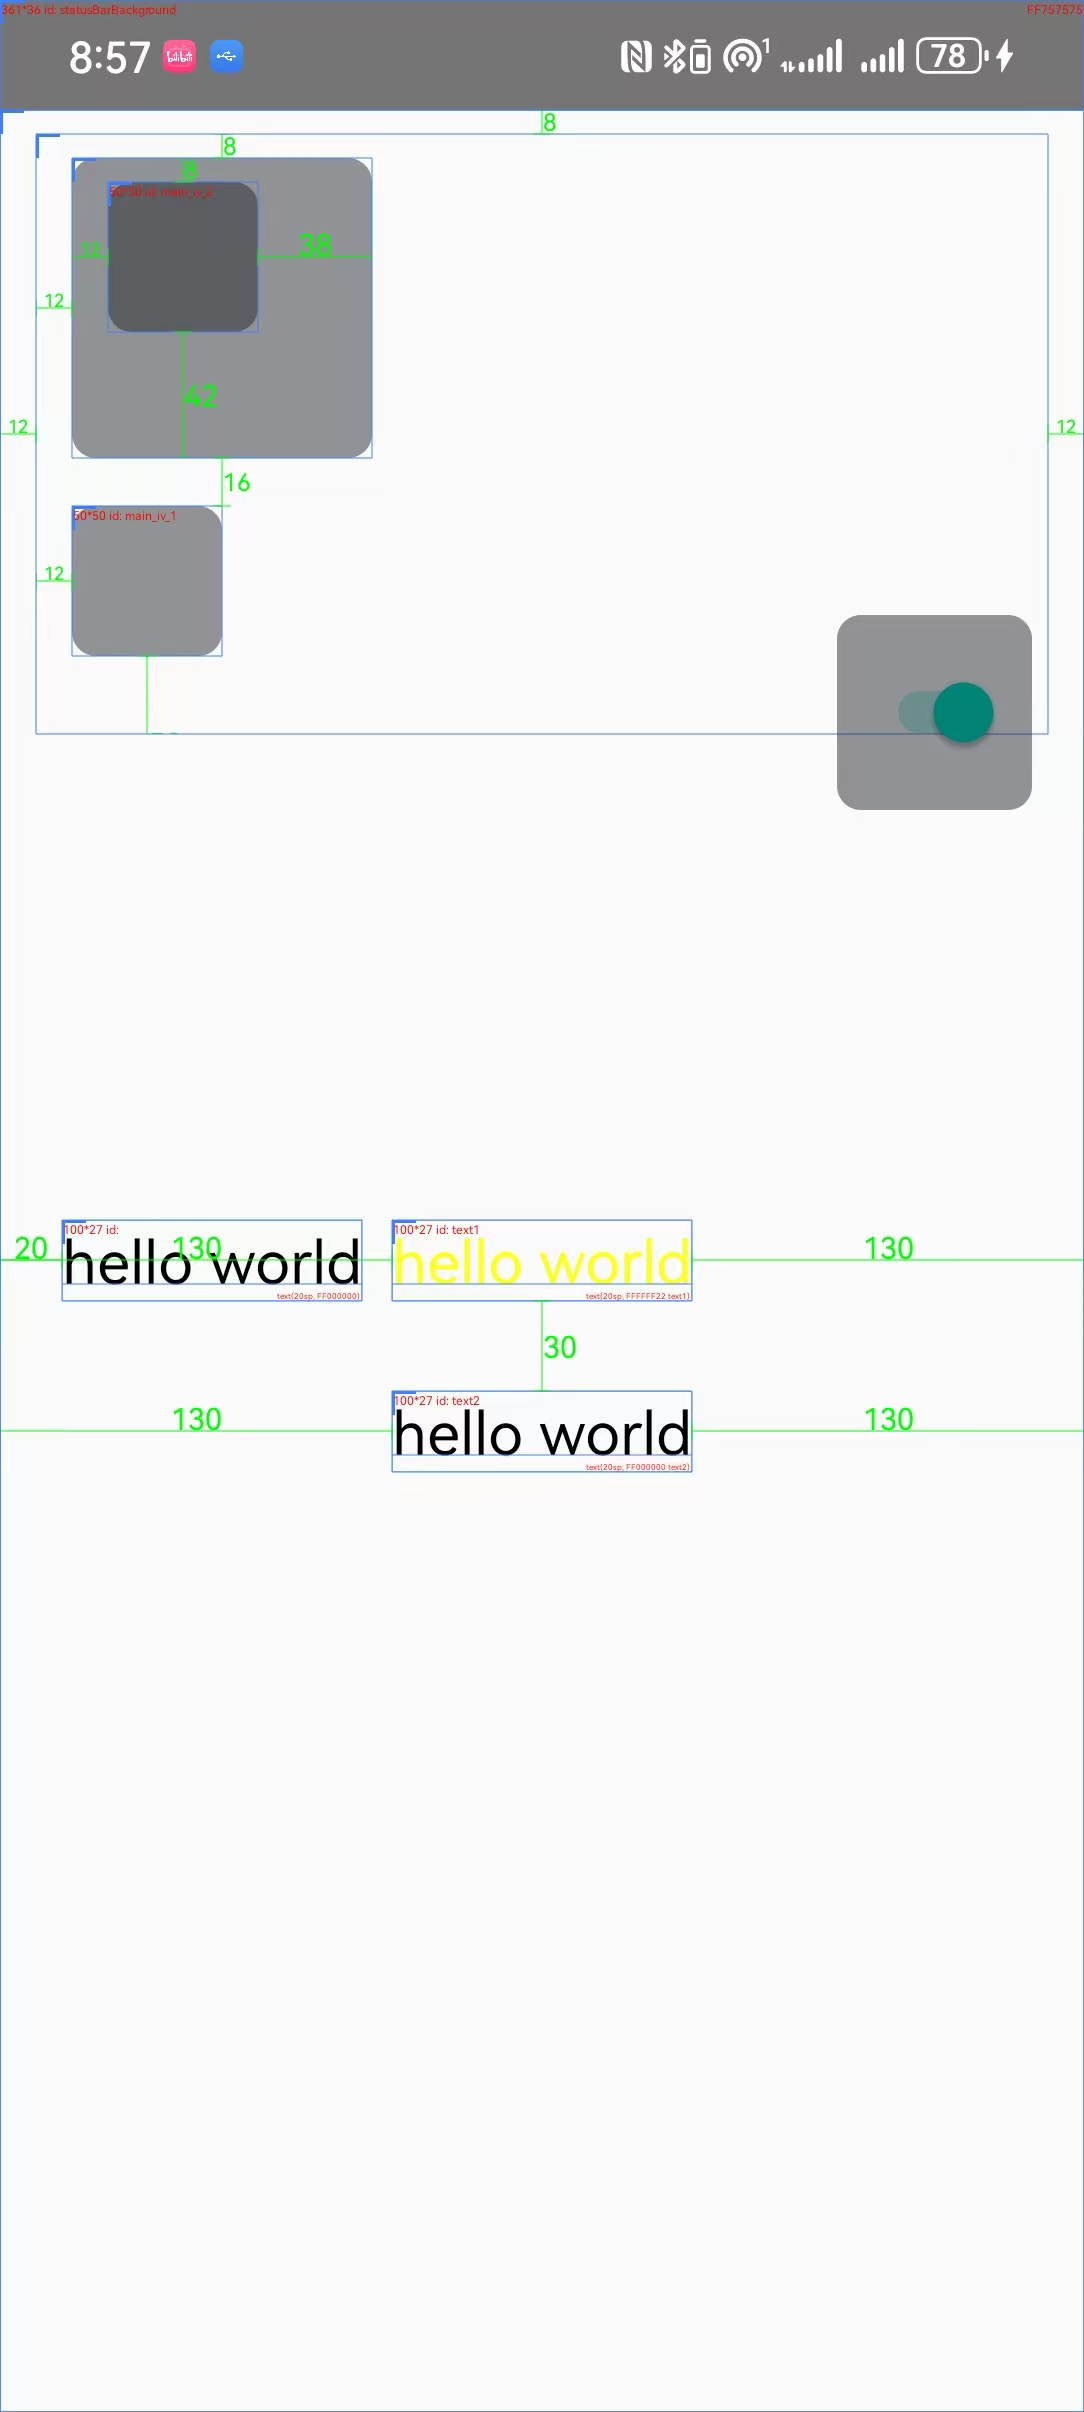 361*36 id: statusBarBackground FF757575
8:57 bilibili 1 78
8
8
8
50*50 id: main_iv_2
12 38
12
42
12 12
16
50*50 id: main_iv_1
12
100*27 id: 100*27 id: text1
20 130 130
hello world hello world
text(20sp, FF000000) text(20sp, FFFFFF22 text1)
30
100*27 id: text2
130 130
hello world
text(20sp, FF000000 text2)